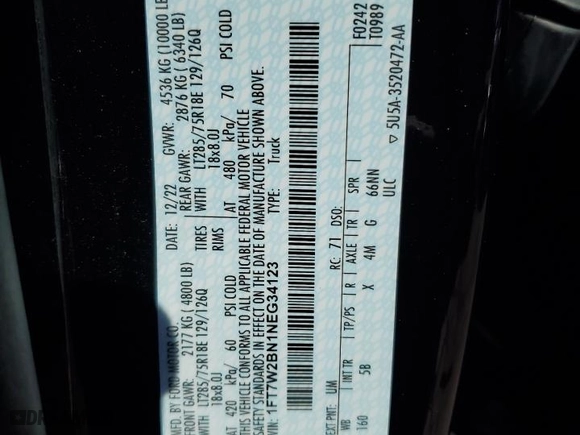 MFD. BY FORD MOTOR CO.
DATE: 12/22 GVWR: 4536 KG (10000 LB
FRONT GAWR: 2177 KG (4800 LB) REAR GAWR: 2876 KG (6340 LB)
WITH LT285/75R18E 129/126Q TIRES WITH LT285/75R18E 129/126Q
18x8.0J RIMS 18x8.0J
AT 420 kPa/ 60 PSI COLD AT 480 kPa/ 70 PSI COLD
THIS VEHICLE CONFORMS TO ALL APPLICABLE FEDERAL MOTOR VEHICLE
SAFETY STANDARDS IN EFFECT ON THE DATE OF MANUFACTURE SHOWN ABOVE.
VIN: 1FT7W2BN1NEG34123 TYPE: Truck
F0242
T0989
EXT PNT: UM RC: 71 DSO:
WB INT TR TP/PS R AXLE TR SPR
160 5B X 4M G 66NN
ULC
▽ 5U5A-3520472-AA